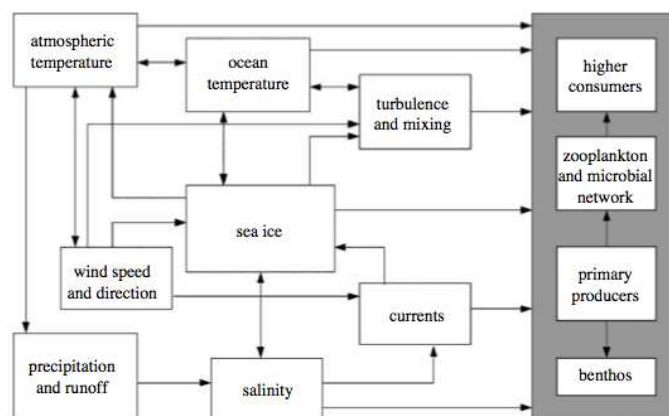 atmospheric
temperature
ocean
temperature
turbulence
and mixing
sea ice
wind speed
and direction
currents
precipitation
and runoff
salinity
higher
consumers
zooplankton
and microbial
network
primary
producers
benthos